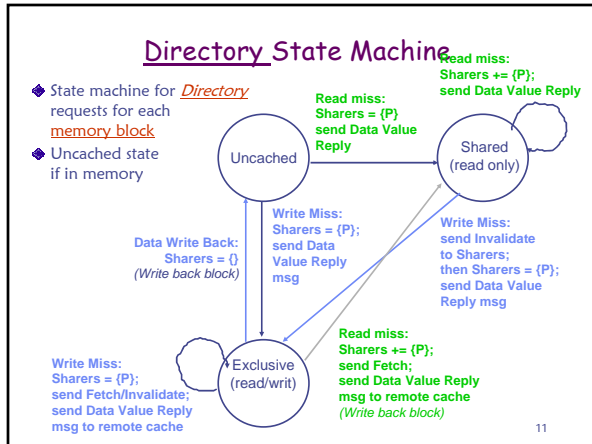 Directory State Machine
State machine for Directory
requests for each
memory block
Uncached state
if in memory
Read miss:
Sharers = {P}
send Data Value
Reply
Read miss:
Sharers += {P};
send Data Value Reply
Uncached
Shared
(read only)
Data Write Back:
Sharers = {}
(Write back block)
Write Miss:
Sharers = {P};
send Data
Value Reply
msg
Write Miss:
send Invalidate
to Sharers;
then Sharers = {P};
send Data Value
Reply msg
Write Miss:
Sharers = {P};
send Fetch/Invalidate;
send Data Value Reply
msg to remote cache
Exclusive
(read/writ)
Read miss:
Sharers += {P};
send Fetch;
send Data Value Reply
msg to remote cache
(Write back block)
11